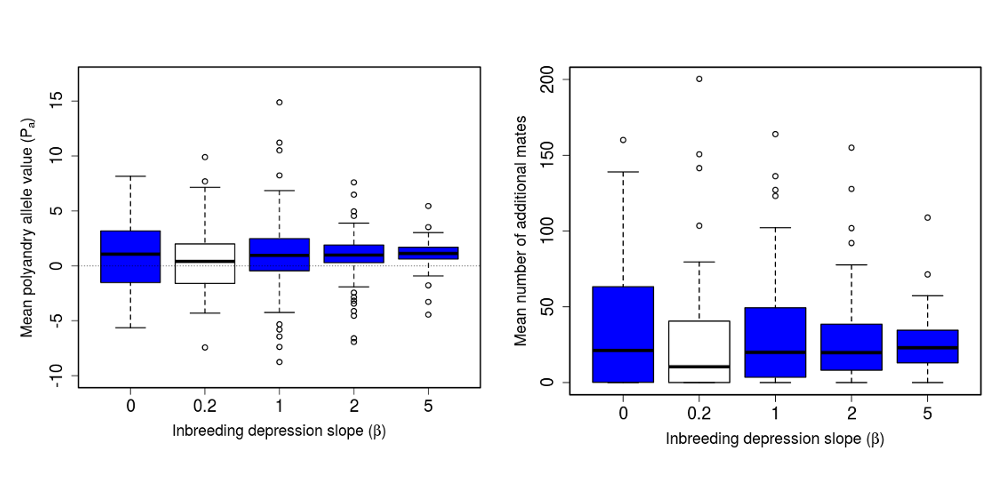 Mean polyandry allele value (Pa)
15
10
5
0
-5
-10
0 0.2 1 2 5
Inbreeding depression slope (β)
Mean number of additional mates
200
150
100
50
0
0 0.2 1 2 5
Inbreeding depression slope (β)